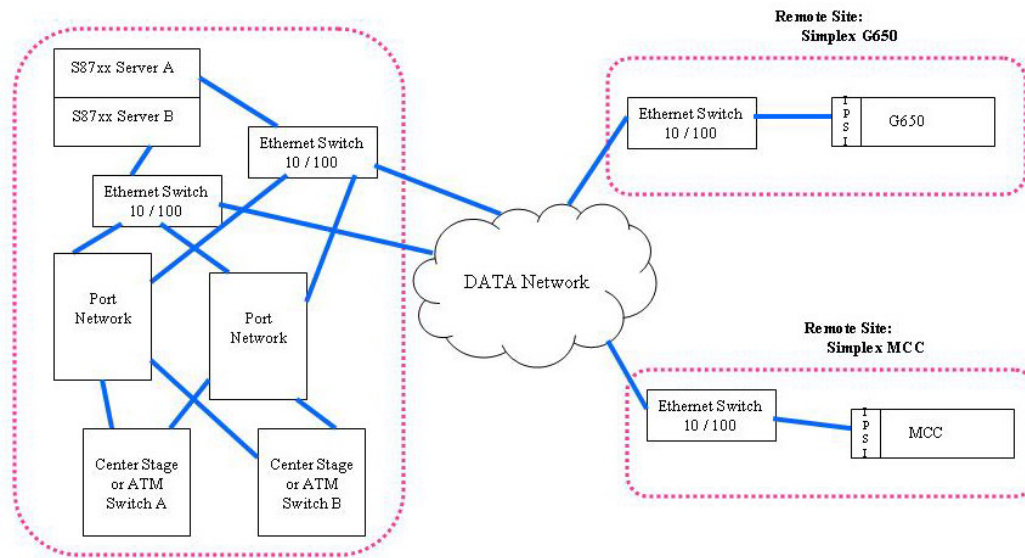 S87xx Server A
S87xx Server B
Ethernet Switch
10 / 100
Ethernet Switch
10 / 100
Port
Network
Port
Network
Center Stage
or ATM
Switch A
Center Stage
or ATM
Switch B
DATA Network
Remote Site:
Simplex G650
Ethernet Switch
10 / 100
I
P
S
I
G650
Remote Site:
Simplex MCC
Ethernet Switch
10 / 100
I
P
S
I
MCC